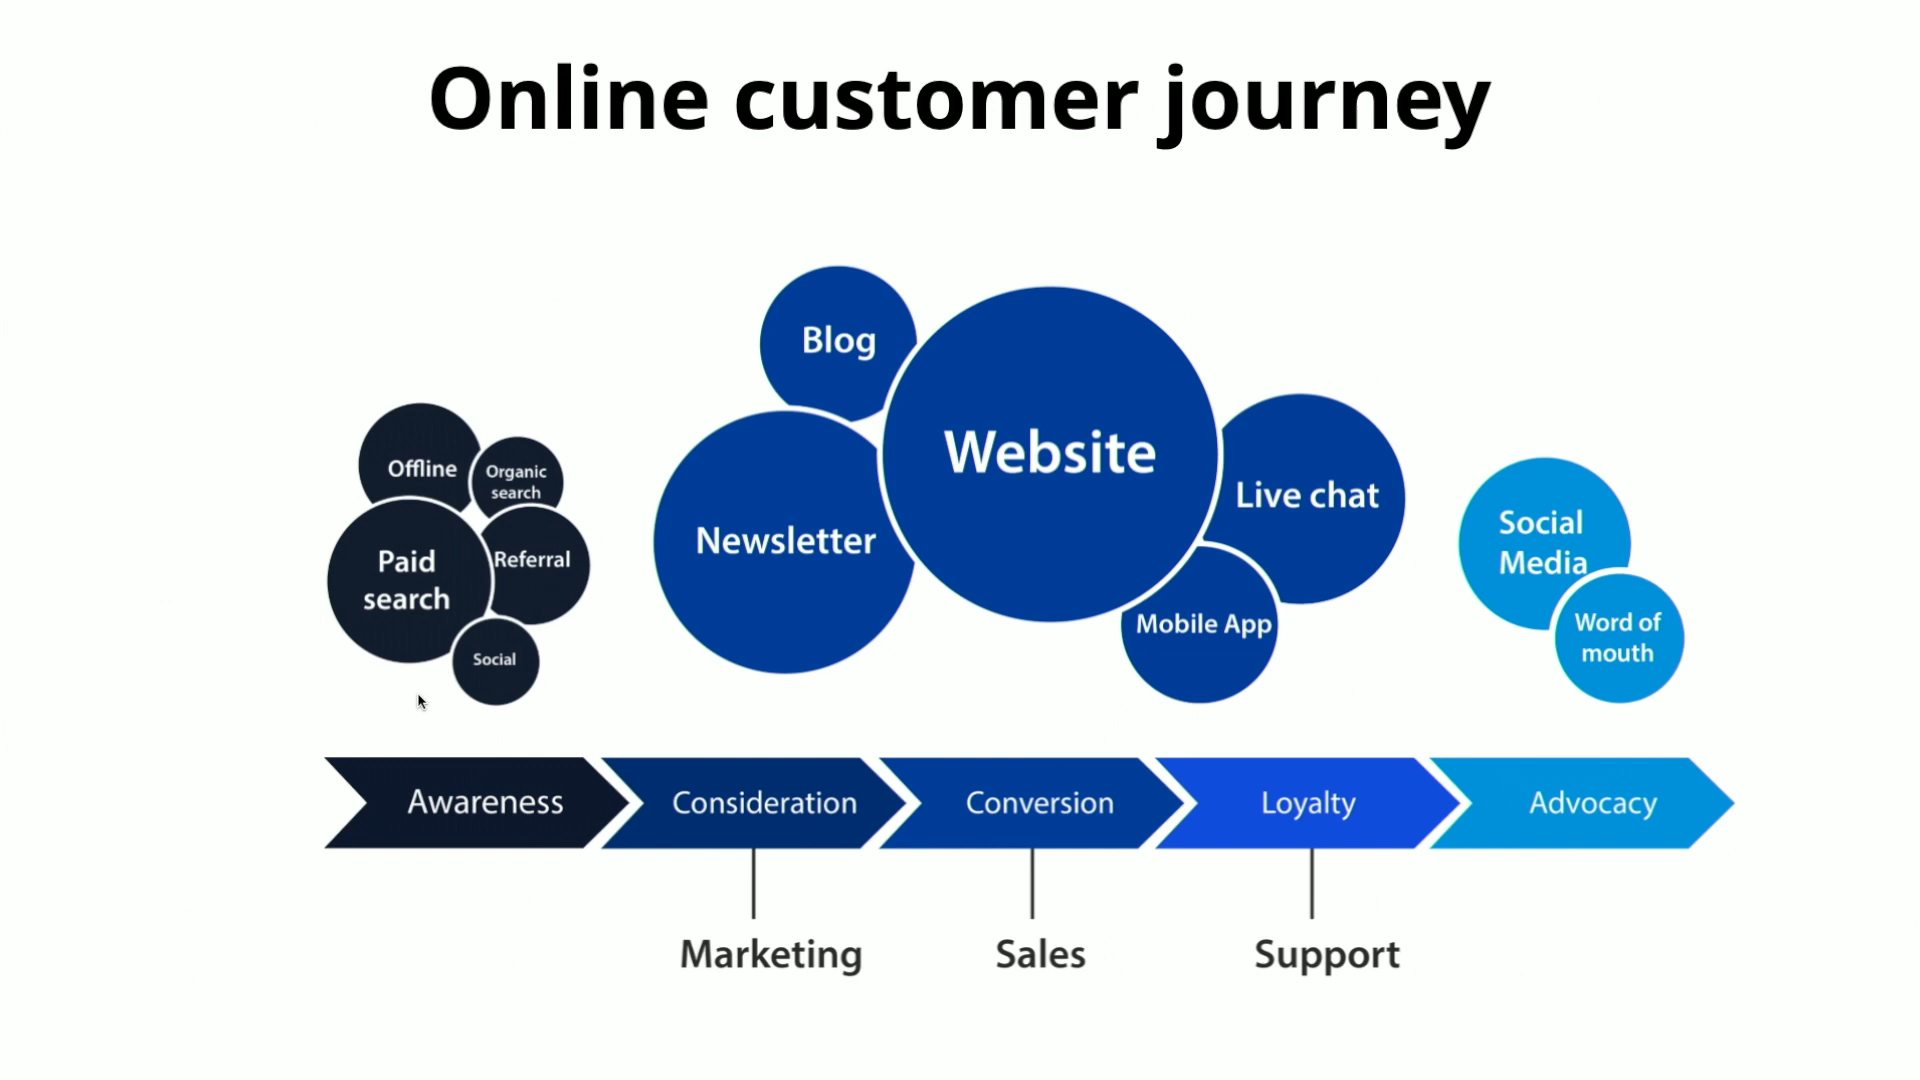 Online customer journey
Blog
Website
Offline
Organic
search
Live chat
Social
Media
Newsletter
Paid
search
Referral
Mobile App
Word of
mouth
Social
Awareness
Consideration
Conversion
Loyalty
Advocacy
Marketing
Sales
Support